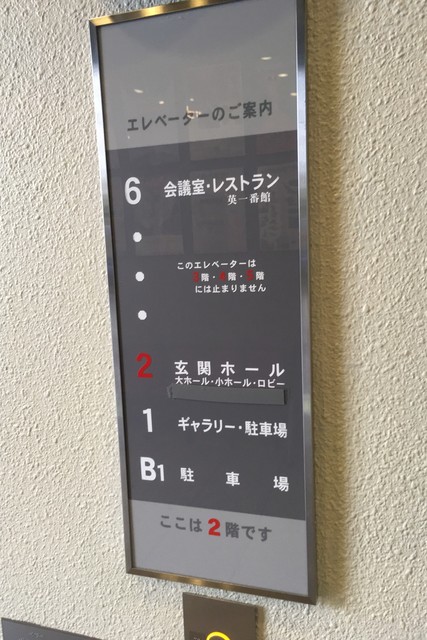 エレベーターのご案内
6 会議室・レストラン
英一番館
このエレベーターは
3階・4階・5階
には止まりません
2 玄関ホール
大ホール・小ホール・ロビー
1 ギャラリー・駐車場
B1 駐車場
ここは2階です